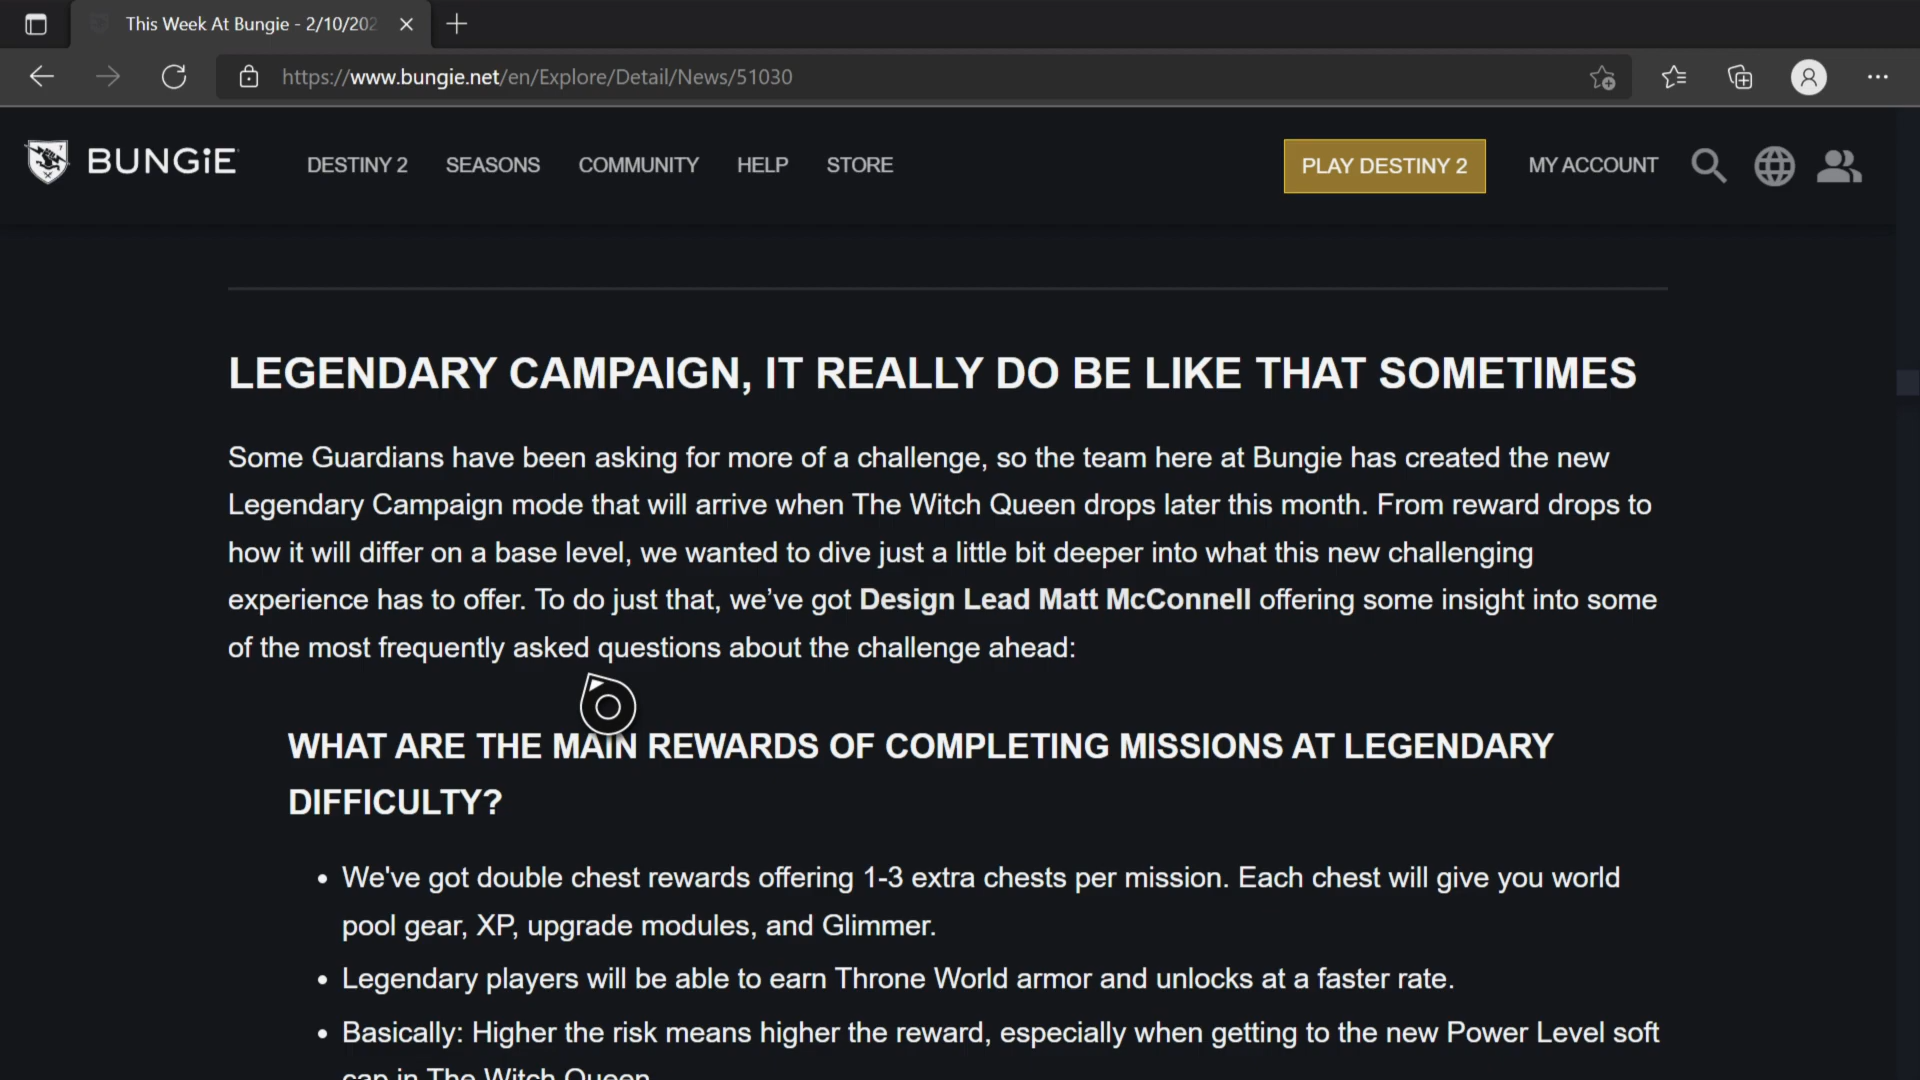 This Week At Bungie - 2/10/202
https://www.bungie.net/en/Explore/Detail/News/51030
BUNGiE
DESTINY 2 SEASONS COMMUNITY HELP STORE
PLAY DESTINY 2 MY ACCOUNT
LEGENDARY CAMPAIGN, IT REALLY DO BE LIKE THAT SOMETIMES
Some Guardians have been asking for more of a challenge, so the team here at Bungie has created the new
Legendary Campaign mode that will arrive when The Witch Queen drops later this month. From reward drops to
how it will differ on a base level, we wanted to dive just a little bit deeper into what this new challenging
experience has to offer. To do just that, we’ve got Design Lead Matt McConnell offering some insight into some
of the most frequently asked questions about the challenge ahead:
WHAT ARE THE MAIN REWARDS OF COMPLETING MISSIONS AT LEGENDARY
DIFFICULTY?
• We've got double chest rewards offering 1-3 extra chests per mission. Each chest will give you world
pool gear, XP, upgrade modules, and Glimmer.
• Legendary players will be able to earn Throne World armor and unlocks at a faster rate.
• Basically: Higher the risk means higher the reward, especially when getting to the new Power Level soft
cap in The Witch Queen